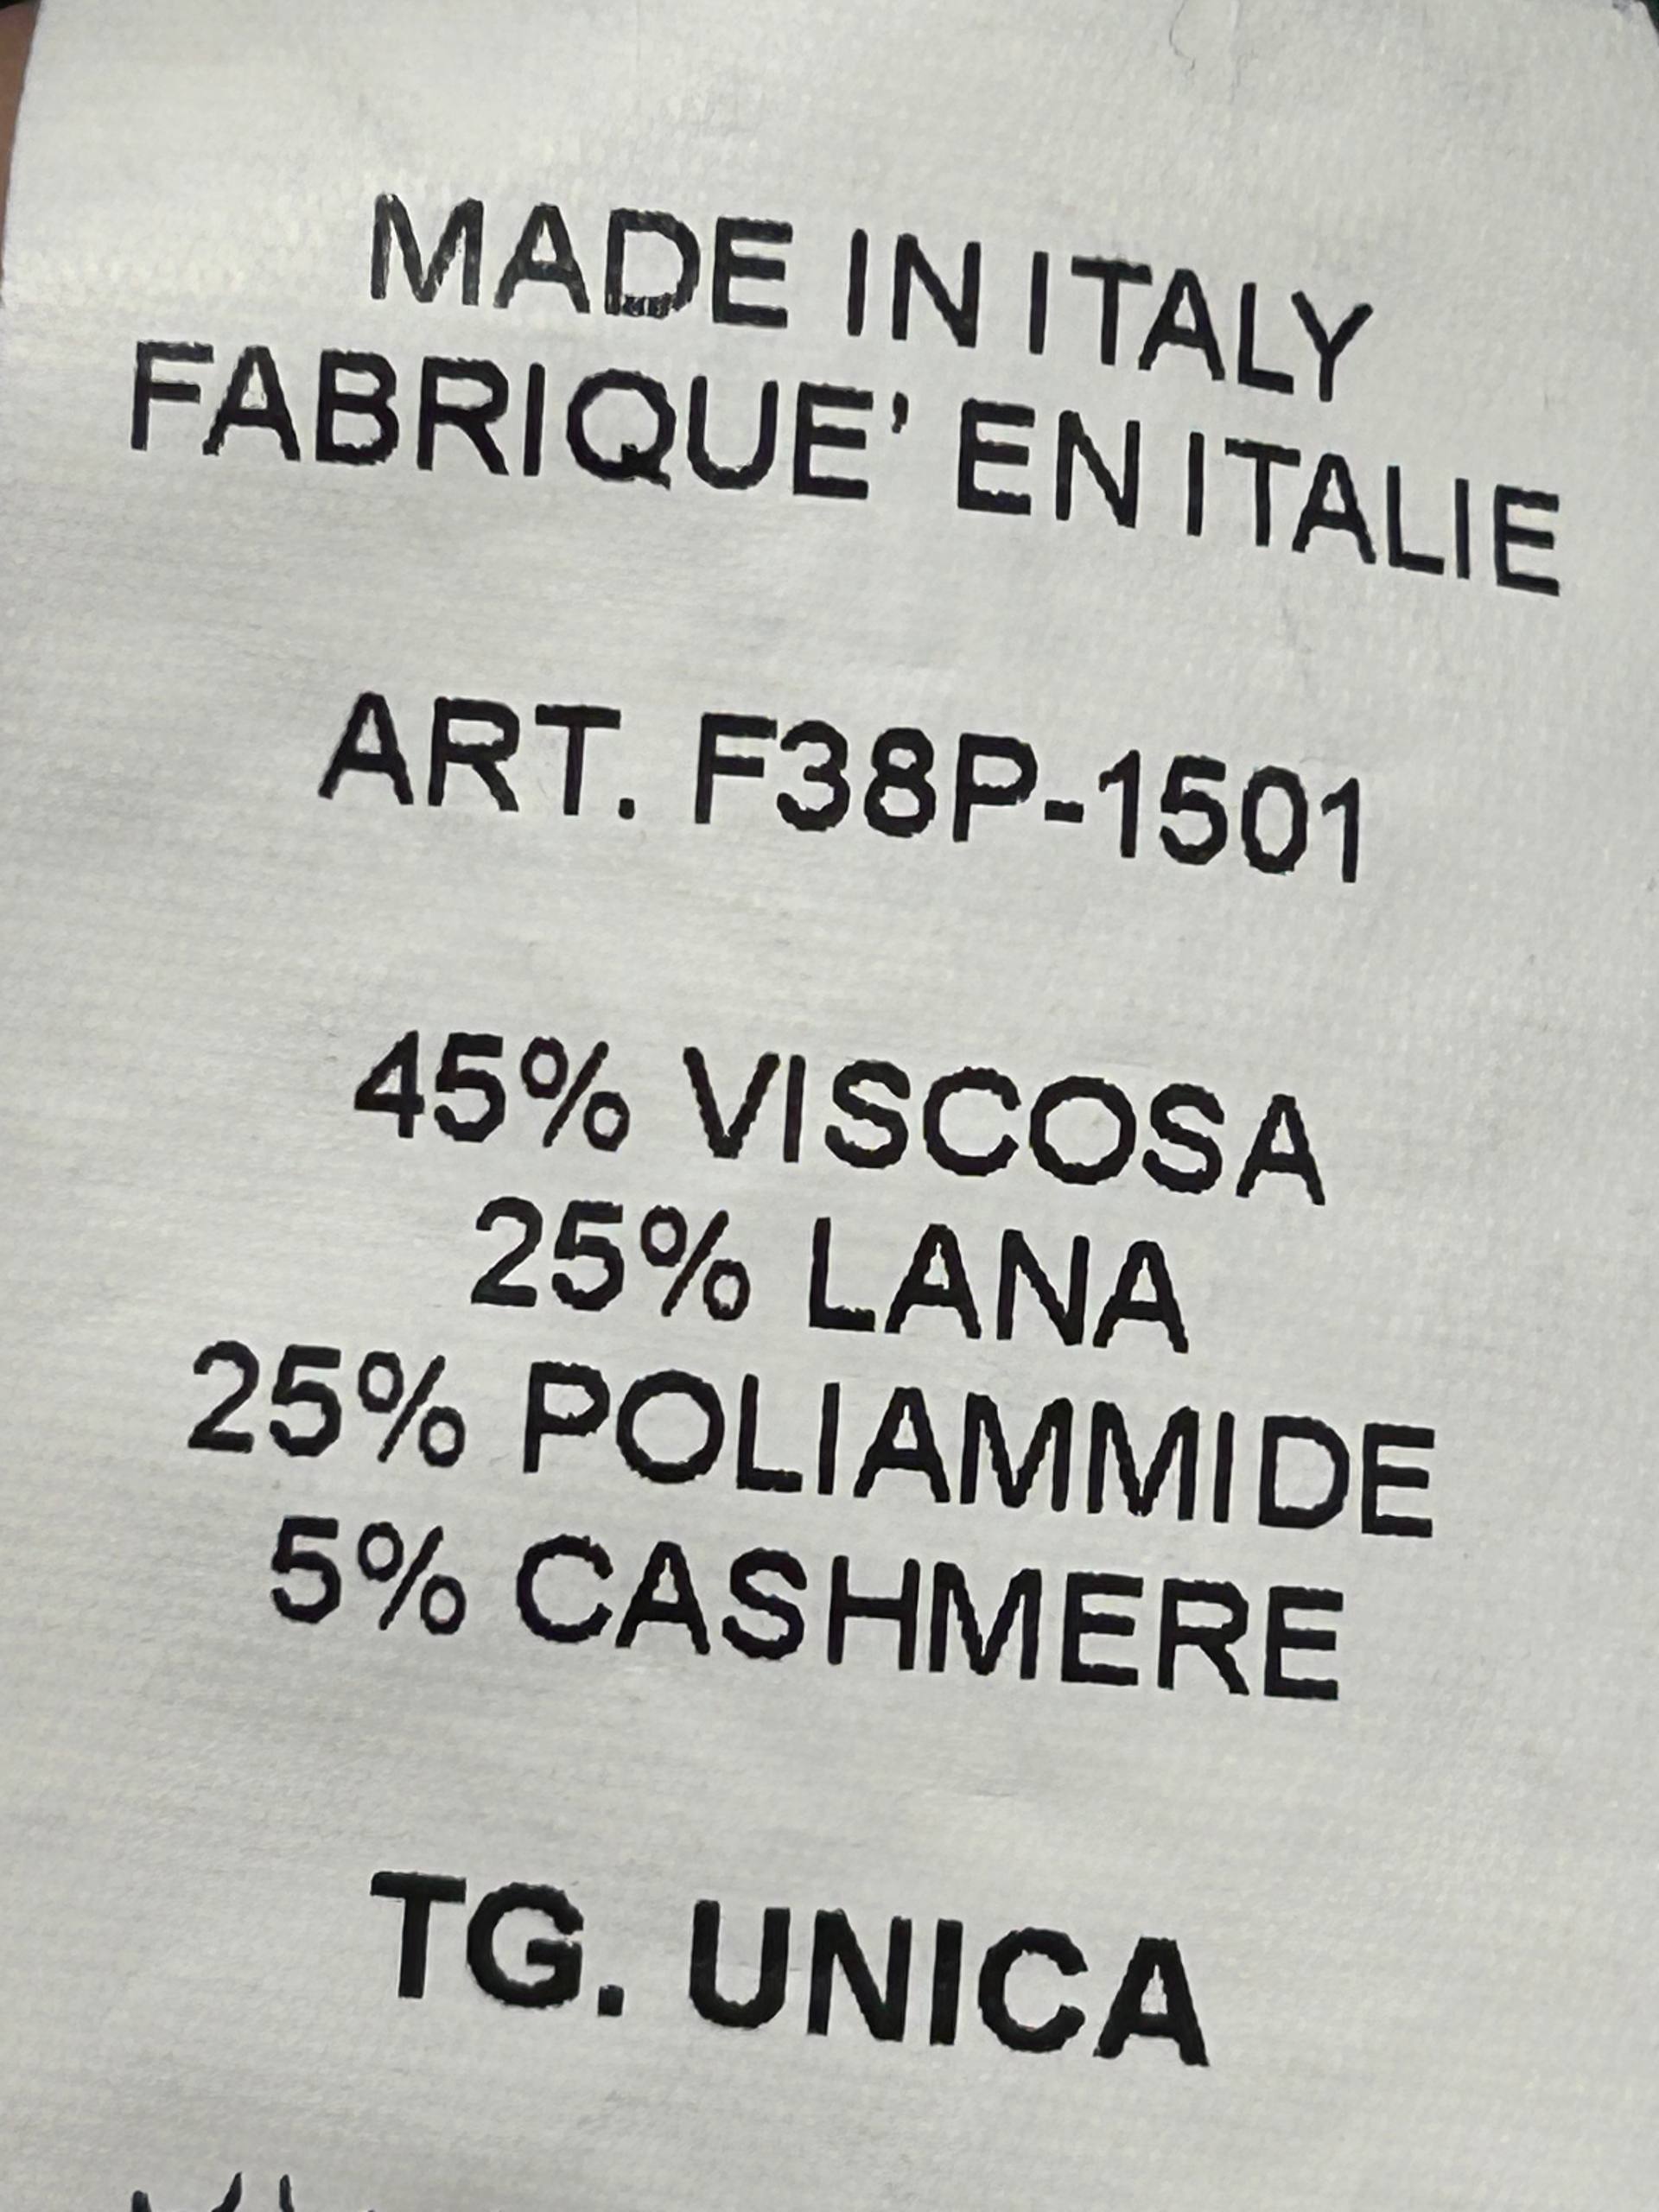 MADE IN ITALY
FABRIQUE' EN ITALIE
ART. F38P-1501
45% VISCOSA
25% LANA
25% POLIAMMIDE
5% CASHMERE
TG. UNICA